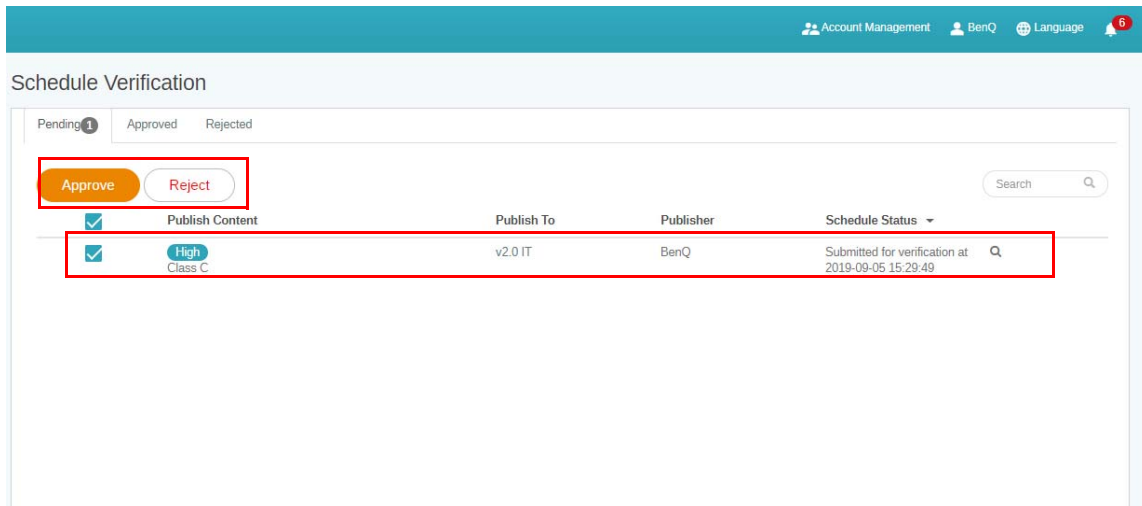 Account Management BenQ Language 6
Schedule Verification
Pending 1 Approved Rejected
Approve Reject Search
Publish Content Publish To Publisher Schedule Status
High v2.0 IT BenQ Submitted for verification at
Class C 2019-09-05 15:29:49